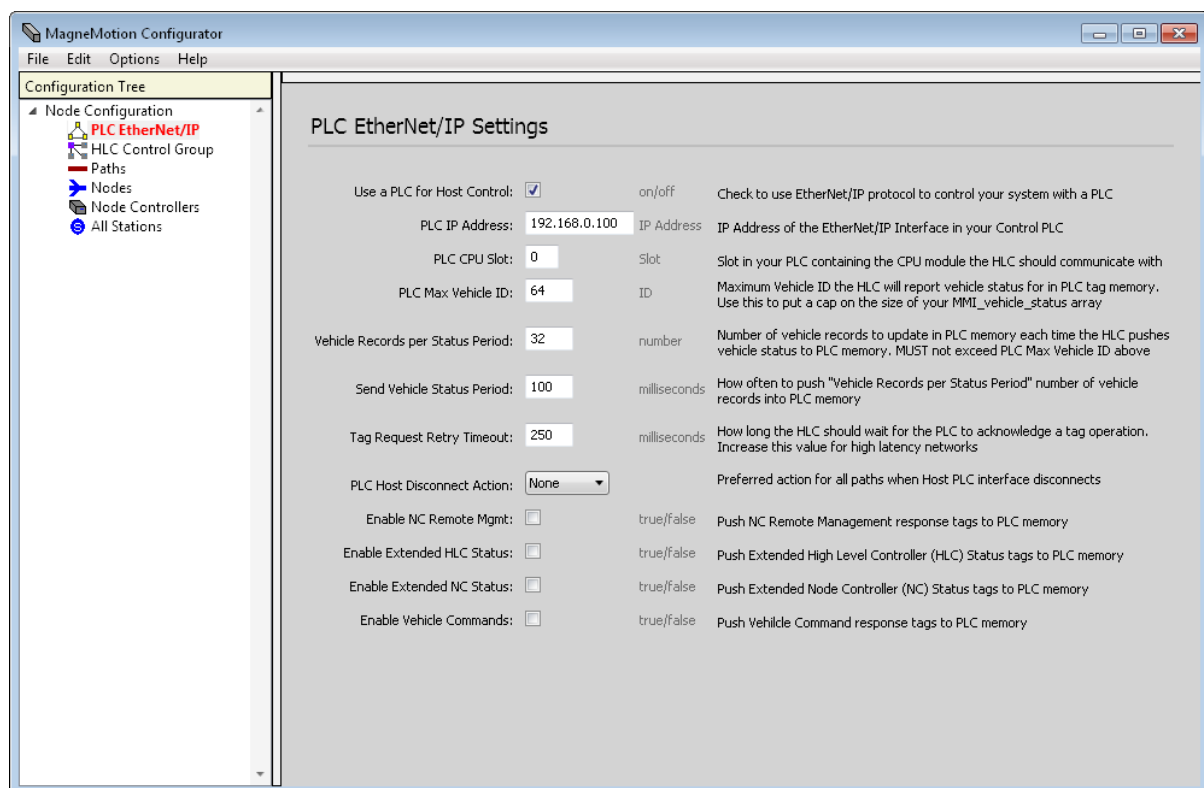 MagneMotion Configurator
File Edit Options Help
Configuration Tree
Node Configuration
PLC EtherNet/IP
HLC Control Group
Paths
Nodes
Node Controllers
All Stations
PLC EtherNet/IP Settings
Use a PLC for Host Control: on/off Check to use EtherNet/IP protocol to control your system with a PLC
PLC IP Address: 192.168.0.100 IP Address IP Address of the EtherNet/IP Interface in your Control PLC
PLC CPU Slot: 0 Slot Slot in your PLC containing the CPU module the HLC should communicate with
PLC Max Vehicle ID: 64 ID Maximum Vehicle ID the HLC will report vehicle status for in PLC tag memory.
Use this to put a cap on the size of your MMI_vehicle_status array
Vehicle Records per Status Period: 32 number Number of vehicle records to update in PLC memory each time the HLC pushes
vehicle status to PLC memory. MUST not exceed PLC Max Vehicle ID above
Send Vehicle Status Period: 100 milliseconds How often to push "Vehicle Records per Status Period" number of vehicle
records into PLC memory
Tag Request Retry Timeout: 250 milliseconds How long the HLC should wait for the PLC to acknowledge a tag operation.
Increase this value for high latency networks
PLC Host Disconnect Action: None Preferred action for all paths when Host PLC interface disconnects
Enable NC Remote Mgmt: true/false Push NC Remote Management response tags to PLC memory
Enable Extended HLC Status: true/false Push Extended High Level Controller (HLC) Status tags to PLC memory
Enable Extended NC Status: true/false Push Extended Node Controller (NC) Status tags to PLC memory
Enable Vehicle Commands: true/false Push Vehilcle Command response tags to PLC memory